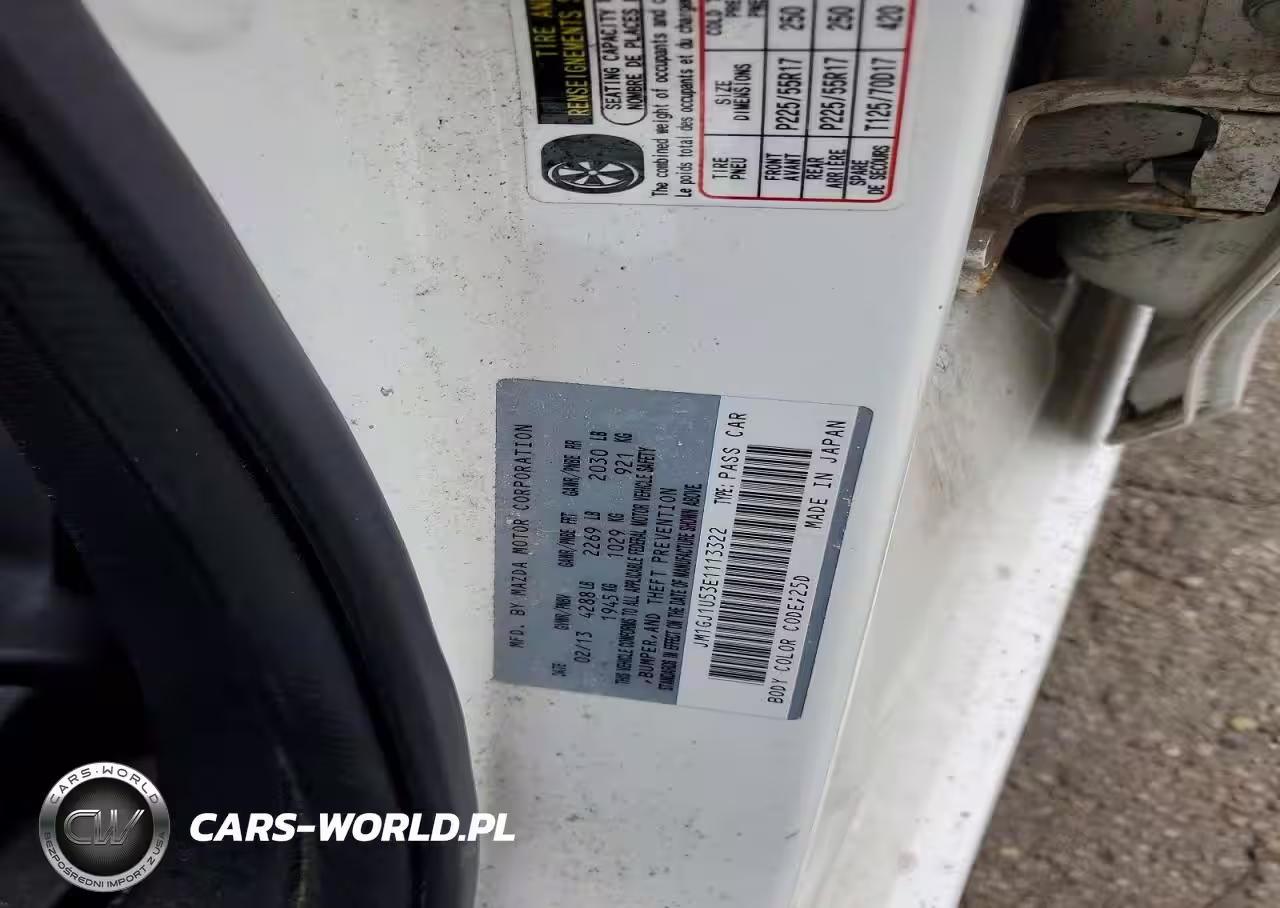 TIRE AND
RENSEIGNEMENTS
SEATING CAPACITY
NOMBRE DE PLACES
The combined weight of occupants and
Le poids total des occupants et du
TIRE SIZE COLD
PNEU DIMENSIONS
FRONT P225/55R17 250
AVANT
REAR P225/55R17 250
ARRIÈRE
SPARE T125/70D17 420
DE SECOURS
MFD. BY MAZDA MOTOR CORPORATION
DATE GVWR/PNBV GAWR/PNBE FRT GAWR/PNBE RR
02/13 4288 LB 2269 LB 2030 LB
1945 KG 1029 KG 921 KG
THIS VEHICLE CONFORMS TO ALL APPLICABLE FEDERAL MOTOR VEHICLE SAFETY
, BUMPER, AND THEFT PREVENTION
STANDARDS IN EFFECT ON THE DATE OF MANUFACTURE SHOWN ABOVE
JM1GJ1U53E1113322 TYPE: PASS CAR
BODY COLOR CODE: 25D MADE IN JAPAN
CARS-WORLD
CW
BEZPOŚREDNI IMPORT Z USA
CARS-WORLD.PL